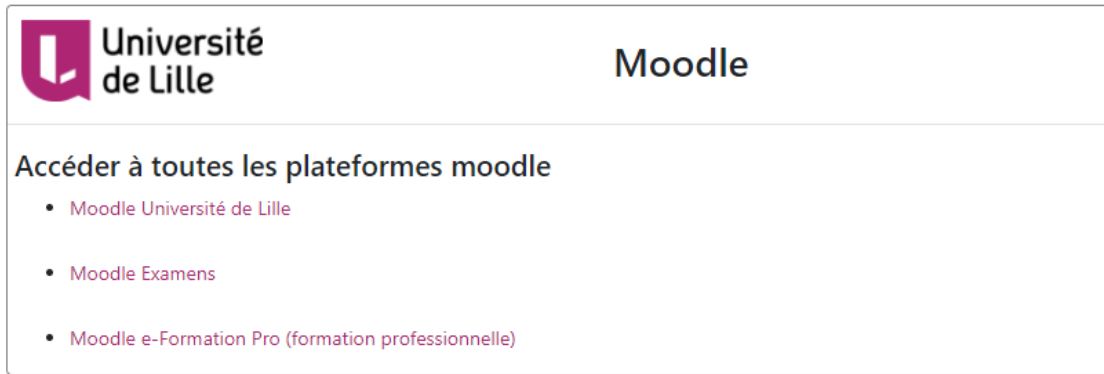 Université
de Lille
Moodle
Accéder à toutes les plateformes moodle
Moodle Université de Lille
Moodle Examens
Moodle e-Formation Pro (formation professionnelle)